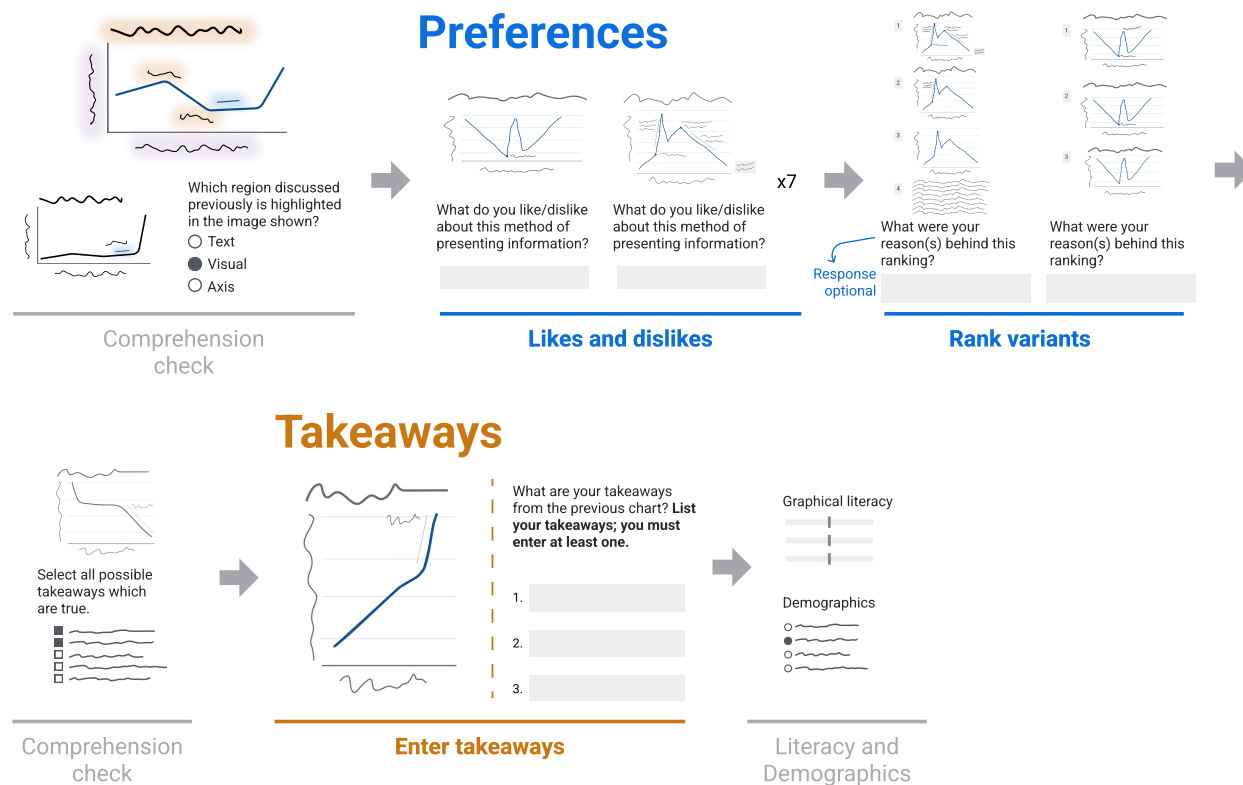 Preferences
Which region discussed
previously is highlighted
in the image shown?
Text
Visual
Axis
Comprehension
check
What do you like/dislike
about this method of
presenting information?
What do you like/dislike
about this method of
presenting information?
x7
Likes and dislikes
1
2
3
4
What were your
reason(s) behind this
ranking?
Response
optional
1
2
3
What were your
reason(s) behind this
ranking?
Rank variants
Takeaways
Select all possible
takeaways which
are true.
Comprehension
check
What are your takeaways
from the previous chart? List
your takeaways; you must
enter at least one.
1.
2.
3.
Enter takeaways
Graphical literacy
Demographics
Literacy and
Demographics